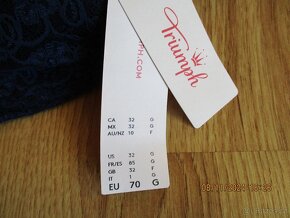 Triumph
MPH.COM
CA 32 G
MX 32 G
AU/NZ 10 F
US 32 G
FR/ES 85 G
GB 32 F
IT 1 G
EU 70 G